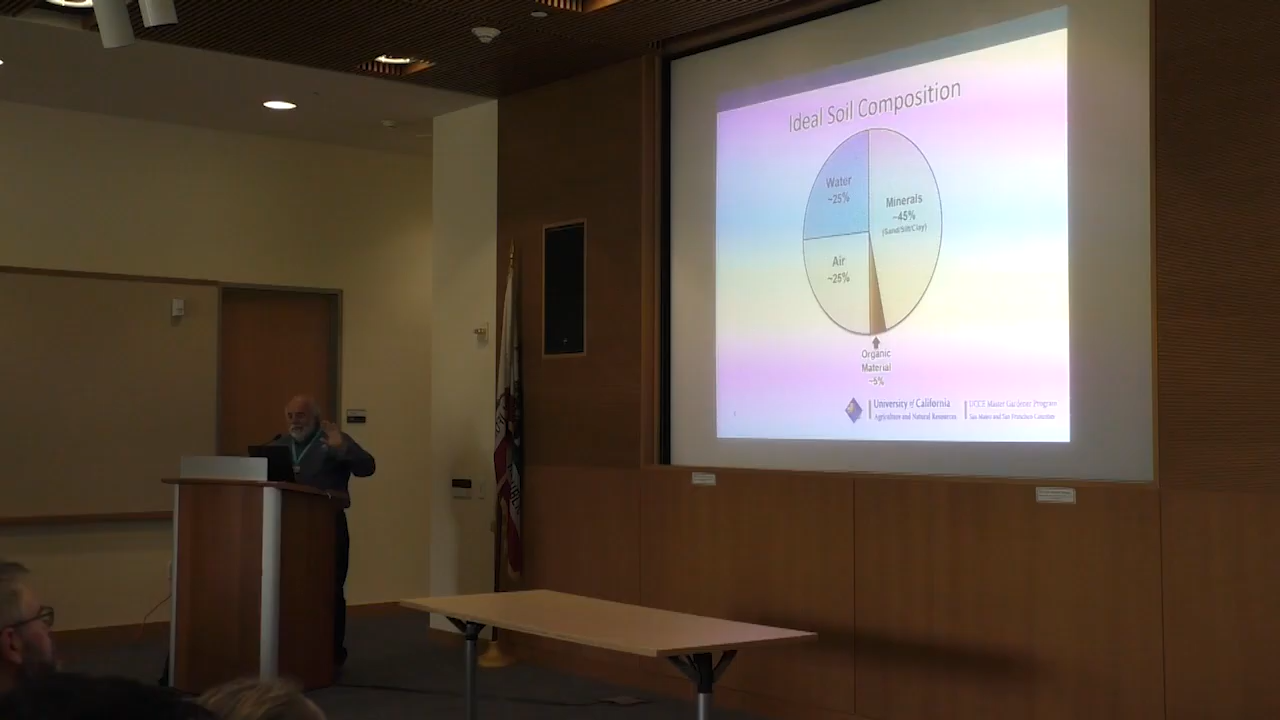 Ideal Soil Composition
Water
~25%
Minerals
~45%
(Sand/Silt/Clay)
Air
~25%
Organic
Material
~5%
University of California
Agriculture and Natural Resources
UCCE Master Gardener Program
San Mateo and San Francisco Counties